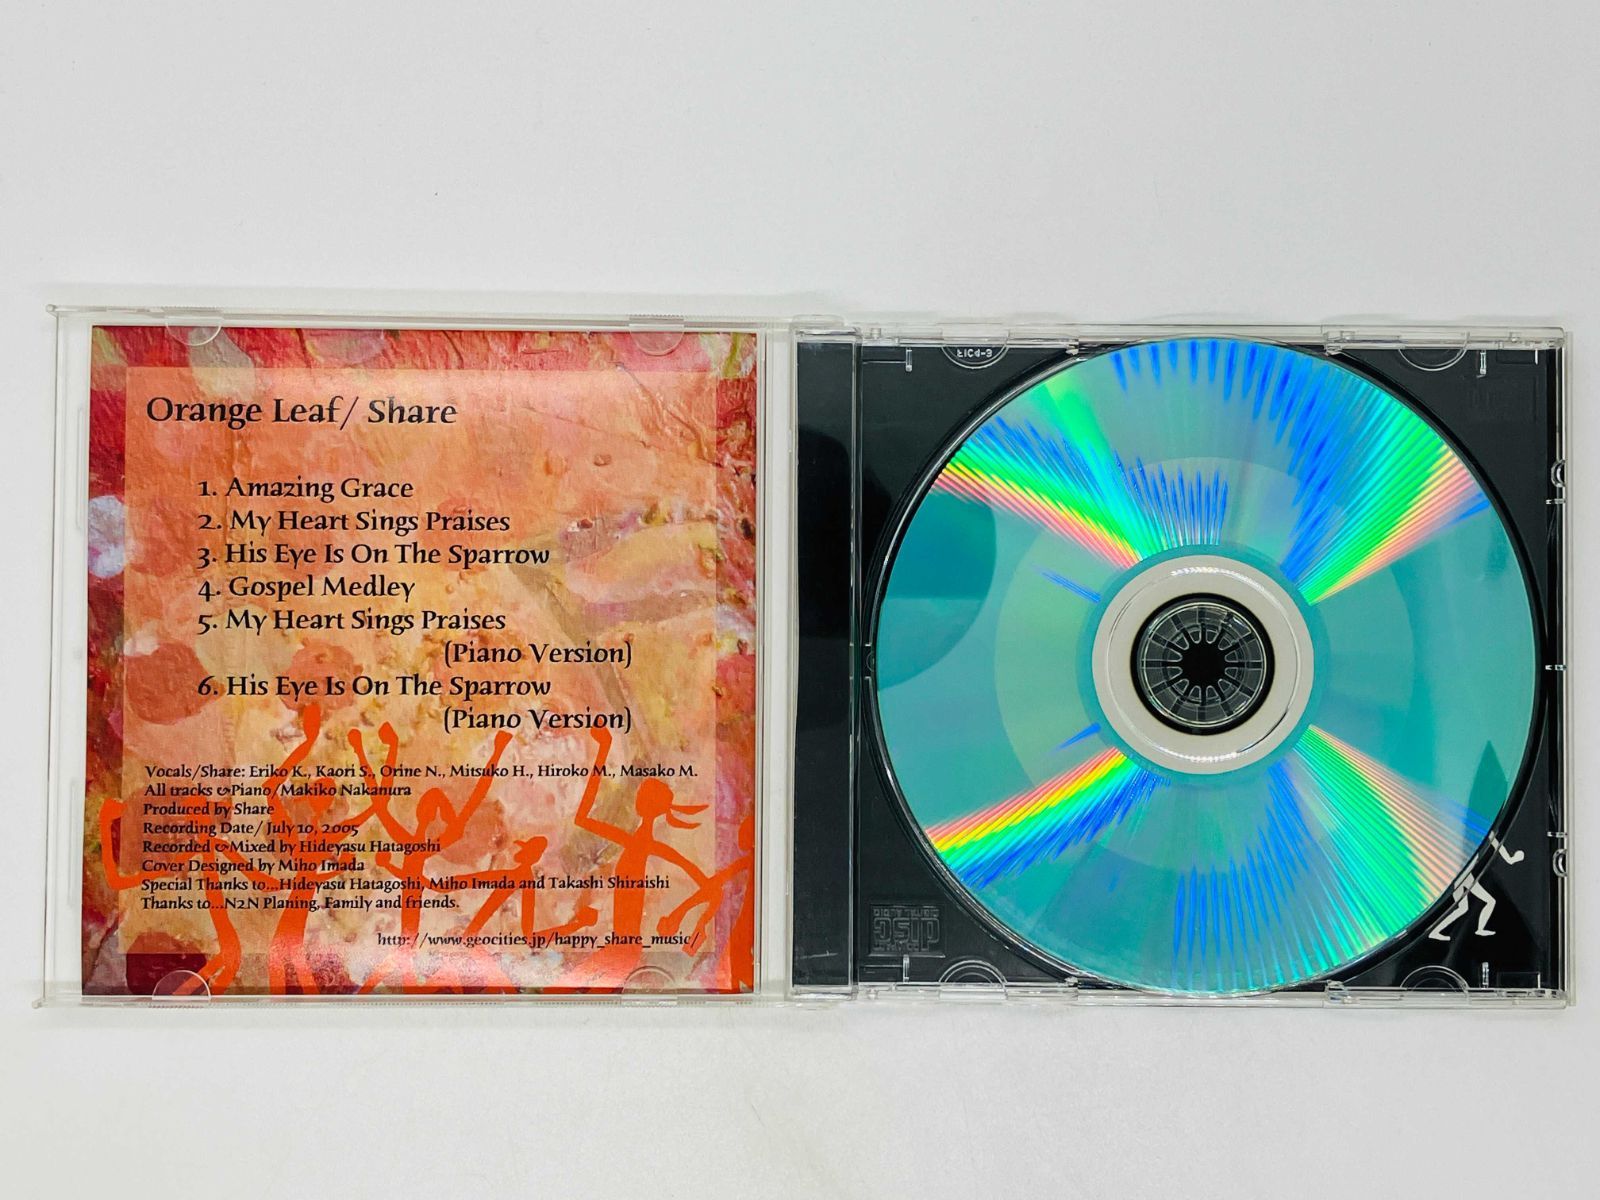 Orange Leaf/ Share
1. Amazing Grace
2. My Heart Sings Praises
3. His Eye Is On The Sparrow
4. Gospel Medley
5. My Heart Sings Praises
(Piano Version)
6. His Eye Is On The Sparrow
(Piano Version)
Vocals/Share: Eriko K., Kaori S., Orine N., Mitsuko H., Hiroko M., Masako M.
All tracks &Piano/Makiko Nakanura
Produced by Share
Recording Date/ July 10, 2005
Recorded &Mixed by Hideyasu Hatagoshi
Cover Designed by Miho Imada
Special Thanks to...Hideyasu Hatagoshi, Miho Imada and Takashi Shiraishi
Thanks to...N2N Planing, Family and friends.
http://www.geocities.jp/happy_share_music/
disc
DIGITAL AUDIO